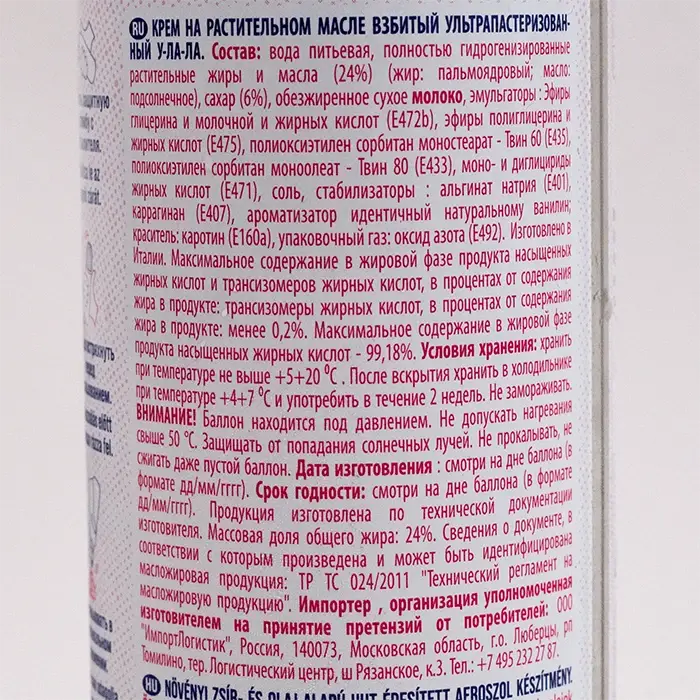 RU КРЕМ НА РАСТИТЕЛЬНОМ МАСЛЕ ВЗБИТЫЙ УЛЬТРАПАСТЕРИЗОВАН-
НЫЙ У-ЛА-ЛА. Состав: вода питьевая, полностью гидрогенизированные
растительные жиры и масла (24%) (жир: пальмоядровый; масло:
подсолнечное), сахар (6%), обезжиренное сухое молоко, эмульгаторы : Эфиры
глицерина и молочной и жирных кислот (Е472b), эфиры полиглицерина и
жирных кислот (Е475), полиоксиэтилен сорбитан моностеарат - Твин 60 (Е435),
полиоксиэтилен сорбитан моноолеат - Твин 80 (Е433), моно- и диглицириды
жирных кислот (Е471), соль, стабилизаторы : альгинат натрия (Е401),
каррагинан (Е407), ароматизатор идентичный натуральному ванилин;
краситель: каротин (Е160а), упаковочный газ: оксид азота (Е492). Изготовлено в
Италии. Максимальное содержание в жировой фазе продукта насыщенных
жирных кислот и трансизомеров жирных кислот, в процентах от содержания
жира в продукте: трансизомеры жирных кислот, в процентах от содержания
жира в продукте: менее 0,2%. Максимальное содержание в жировой фазе
продукта насыщенных жирных кислот - 99,18%. Условия хранения: хранить
при температуре не выше +5+20 °С . После вскрытия хранить в холодильнике
при температуре +4+7 °С и употребить в течение 2 недель. Не замораживать.
ВНИМАНИЕ! Баллон находится под давлением. Не допускать нагревания
свыше 50 °С. Защищать от попадания солнечных лучей. Не прокалывать, не
сжигать даже пустой баллон. Дата изготовления : смотри на дне баллона (в
формате дд/мм/гггг). Срок годности: смотри на дне баллона (в формате
дд/мм/гггг). Продукция изготовлена по технической документации
изготовителя. Массовая доля общего жира: 24%. Сведения о документе, в
соответствии с которым произведена и может быть идентифицирована
масложировая продукция: ТР ТС 024/2011 "Технический регламент на
масложировую продукцию". Импортер , организация уполномоченная
изготовителем на принятие претензий от потребителей: ООО
"ИмпортЛогистик", Россия, 140073, Московская область, г.о. Люберцы, рп
Томилино, тер. Логистический центр, ш Рязанское, к.3. Тел.: +7 495 232 27 87.
HU NÖVÉNYI ZSÍR- ÉS OLAJ ALAPÚ UHT ÉDESÍTETT AEROSZOL KÉSZÍTMÉNY.